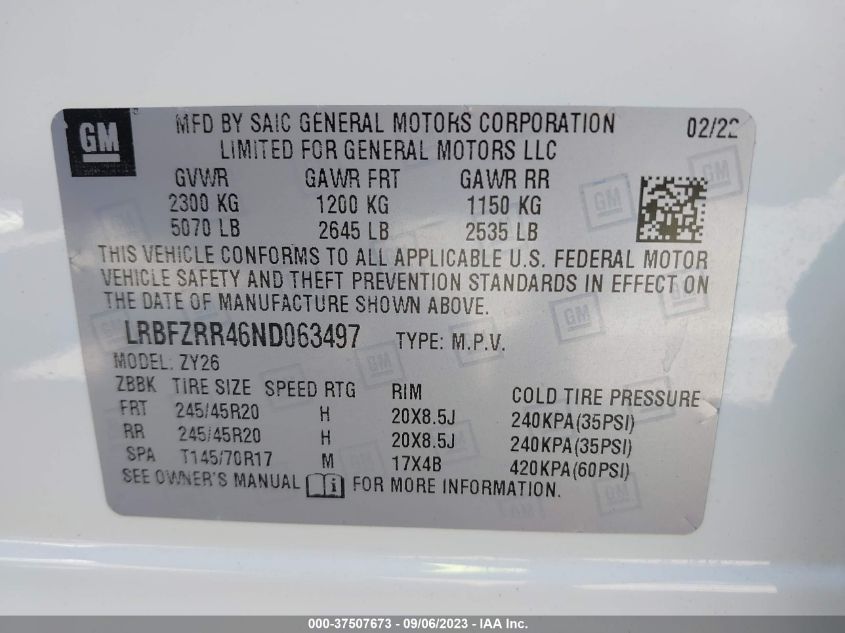 GM
MFD BY SAIC GENERAL MOTORS CORPORATION 02/22
LIMITED FOR GENERAL MOTORS LLC
GVWR GAWR FRT GAWR RR
2300 KG 1200 KG 1150 KG
5070 LB 2645 LB 2535 LB
THIS VEHICLE CONFORMS TO ALL APPLICABLE U.S. FEDERAL MOTOR
VEHICLE SAFETY AND THEFT PREVENTION STANDARDS IN EFFECT ON
THE DATE OF MANUFACTURE SHOWN ABOVE.
LRBFZRR46ND063497 TYPE: M.P.V.
MODEL: ZY26
ZBBK TIRE SIZE SPEED RTG RIM COLD TIRE PRESSURE
FRT 245/45R20 H 20X8.5J 240KPA(35PSI)
RR 245/45R20 H 20X8.5J 240KPA(35PSI)
SPA T145/70R17 M 17X4B 420KPA(60PSI)
SEE OWNER'S MANUAL FOR MORE INFORMATION.
000-37507673 - 09/06/2023 - IAA Inc.